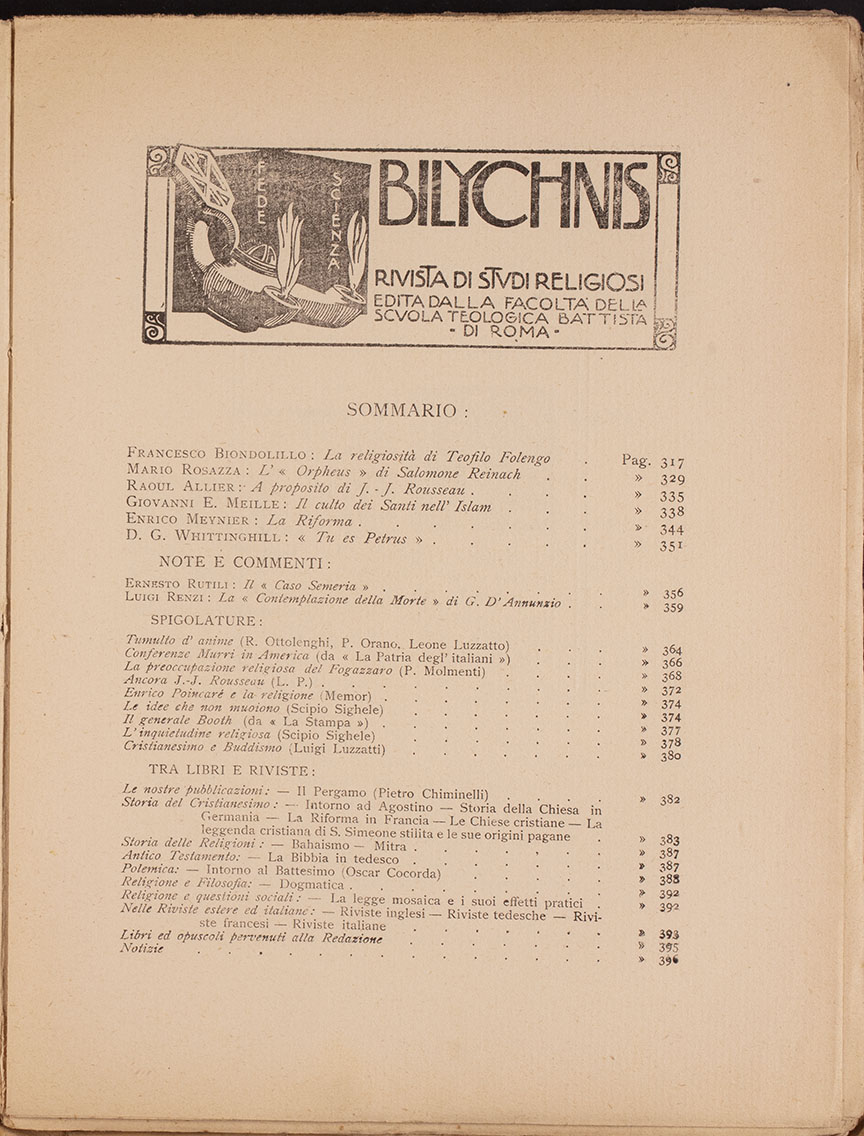 FEDE
SCIENZA
BILYCHNIS
RIVISTA DI STVDI RELIGIOSI
EDITA DALLA FACOLTÀ DELLA
SCVOLA TEOLOGICA BATTISTA
- DI ROMA -
SOMMARIO :
FRANCESCO BIONDOLILLO : La religiosità di Teofilo Folengo . Pag. 317
MARIO ROSAZZA : L' « Orpheus » di Salomone Reinach . . » 329
RAOUL ALLIER : A proposito di J. - J. Rousseau . . . . » 335
GIOVANNI E. MEILLE : Il culto dei Santi nell' Islam . . . » 338
ENRICO MEYNIER : La Riforma . . . . . . . » 344
D. G. WHITTINGHILL : « Tu es Petrus » . . . . . » 351
NOTE E COMMENTI :
ERNESTO RUTILI : Il « Caso Semeria » . . . . . . . » 356
LUIGI RENZI : La « Contemplazione della Morte » di G. D'Annunzio . . » 359
SPIGOLATURE :
Tumulto d' anime (R. Ottolenghi, P. Orano, Leone Luzzatto) . . . » 364
Conferenze Murri in America (da « La Patria degl' italiani ») . . . » 366
La preoccupazione religiosa del Fogazzaro (P. Molmenti) . . . » 368
Ancora J.-J. Rousseau (L. P.) . . . . . . . . . » 372
Enrico Poincaré e la religione (Memor) . . . . . . . » 374
Le idee che non muoiono (Scipio Sighele) . . . . . . » 374
Il generale Booth (da « La Stampa ») . . . . . . . » 377
L' inquietudine religiosa (Scipio Sighele) . . . . . . » 378
Cristianesimo e Buddismo (Luigi Luzzatti) . . . . . . » 380
TRA LIBRI E RIVISTE :
Le nostre pubblicazioni: — Il Pergamo (Pietro Chiminelli) . . . . » 382
Storia del Cristianesimo : — Intorno ad Agostino — Storia della Chiesa in
Germania — La Riforma in Francia — Le Chiese cristiane — La
leggenda cristiana di S. Simeone stilita e le sue origini pagane . » 383
Storia delle Religioni : — Bahaismo — Mitra . . . . . . » 387
Antico Testamento: — La Bibbia in tedesco . . . . . . » 387
Polemica: — Intorno al Battesimo (Oscar Cocorda) . . . . . » 388
Religione e Filosofia: — Dogmatica . . . . . . . . » 392
Religione e questioni sociali : — La legge mosaica e i suoi effetti pratici . » 392
Nelle Riviste estere ed italiane: — Riviste inglesi — Riviste tedesche — Rivi-
ste francesi — Riviste italiane . . . . . . » 393
Libri ed opuscoli pervenuti alla Redazione . . . . . . . » 395
Notizie . . . . . . . . . . . . . » 396